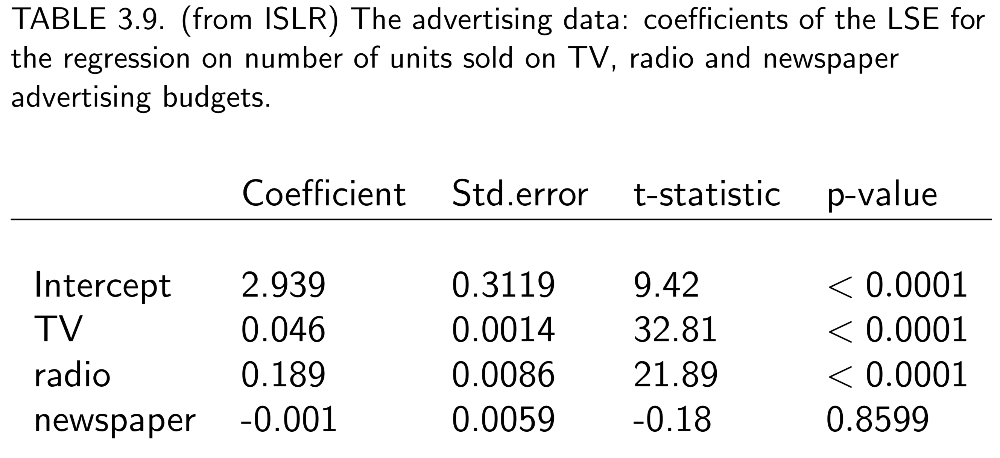 TABLE 3.9. (from ISLR) The advertising data: coefficients of the LSE for
the regression on number of units sold on TV, radio and newspaper
advertising budgets.
Coefficient Std.error t-statistic p-value
Intercept 2.939 0.3119 9.42 < 0.0001
TV 0.046 0.0014 32.81 < 0.0001
radio 0.189 0.0086 21.89 < 0.0001
newspaper -0.001 0.0059 -0.18 0.8599